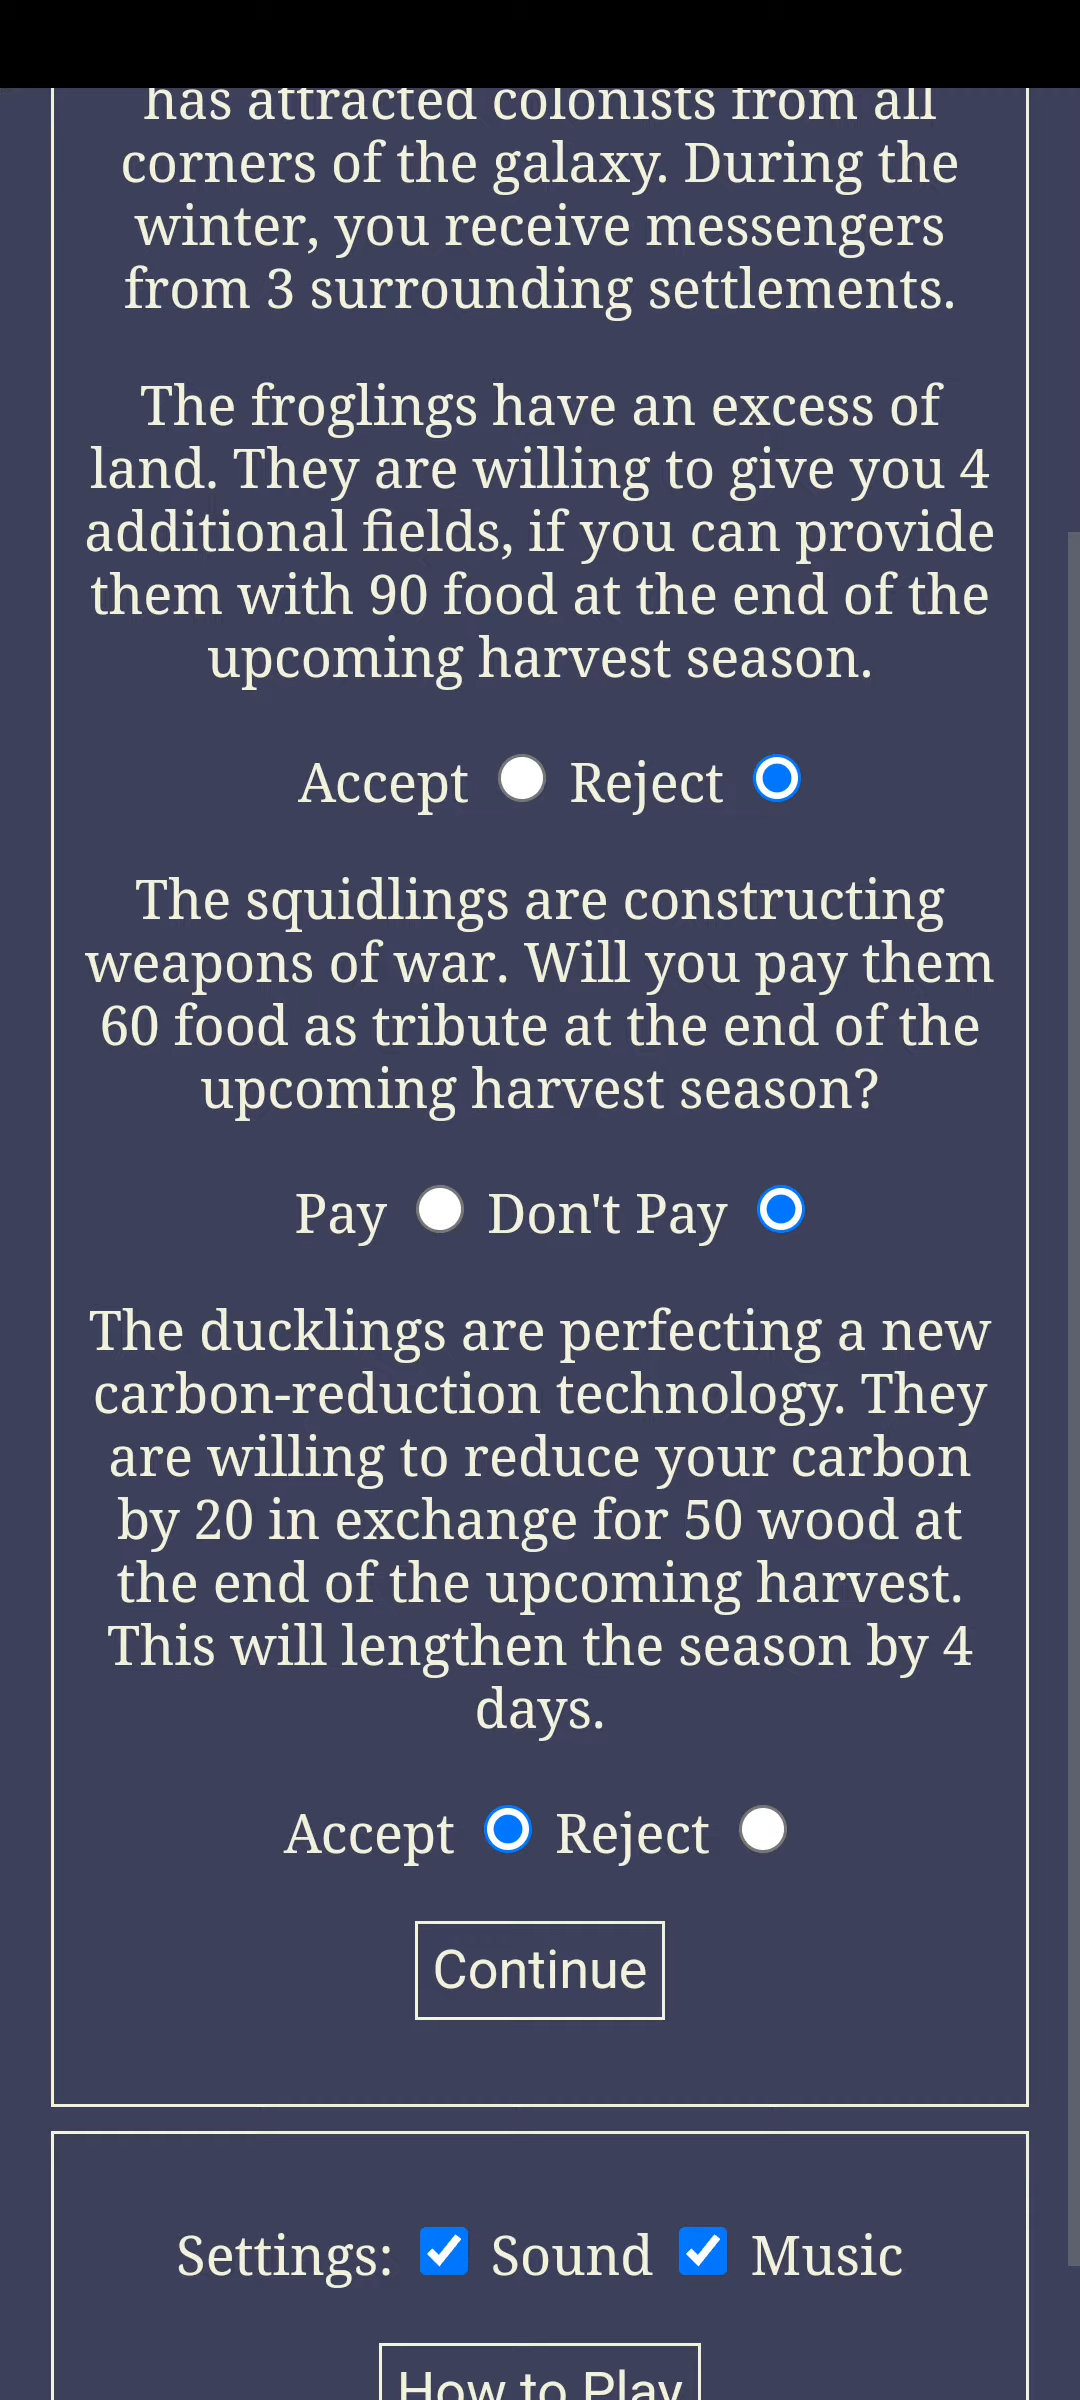 has attracted colonists from all
corners of the galaxy. During the
winter, you receive messengers
from 3 surrounding settlements.
The froglings have an excess of
land. They are willing to give you 4
additional fields, if you can provide
them with 90 food at the end of the
upcoming harvest season.
Accept Reject
The squidlings are constructing
weapons of war. Will you pay them
60 food as tribute at the end of the
upcoming harvest season?
Pay Don't Pay
The ducklings are perfecting a new
carbon-reduction technology. They
are willing to reduce your carbon
by 20 in exchange for 50 wood at
the end of the upcoming harvest.
This will lengthen the season by 4
days.
Accept Reject
Continue
Settings: Sound Music
How to Play